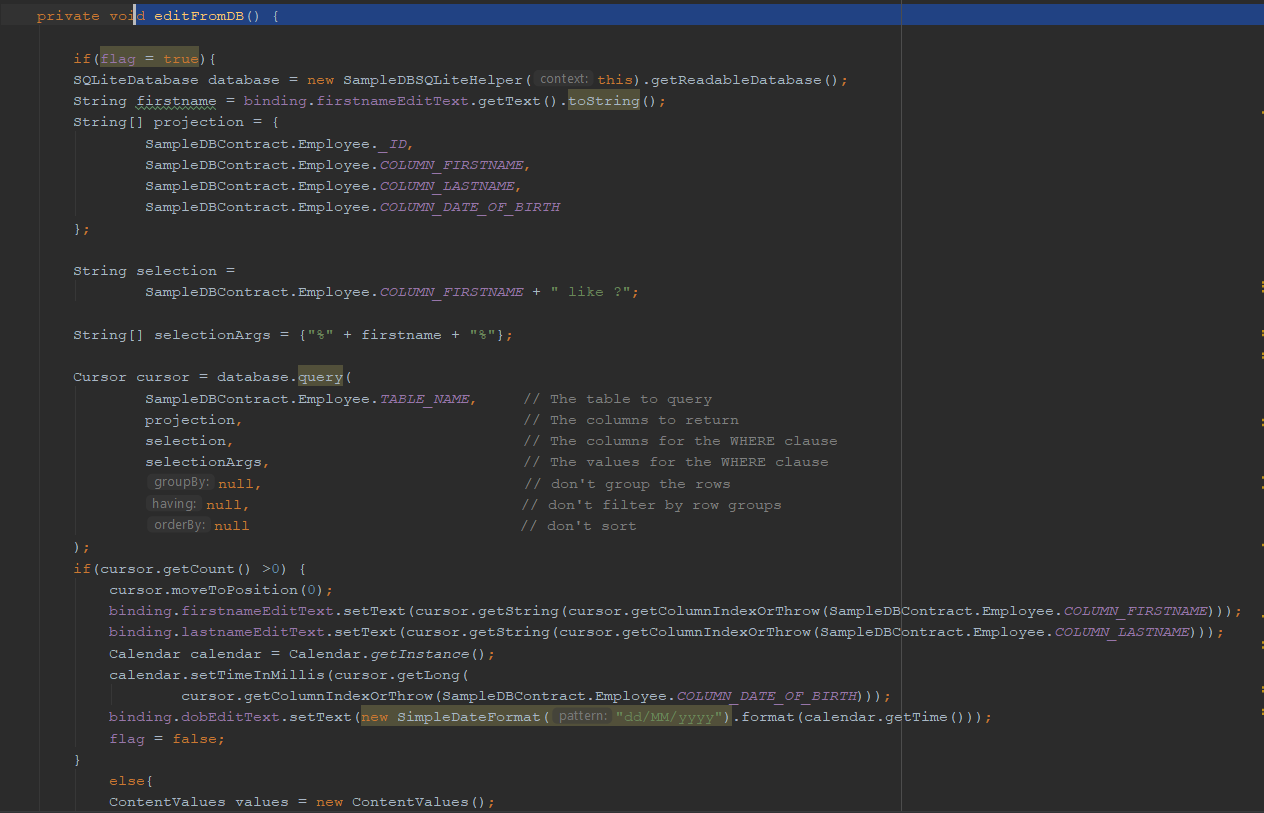 private void editFromDB() {
if(flag = true){
SQLiteDatabase database = new SampleDBSQLiteHelper( context: this).getReadableDatabase();
String firstname = binding.firstnameEditText.getText().toString();
String[] projection = {
SampleDBContract.Employee._ID,
SampleDBContract.Employee.COLUMN_FIRSTNAME,
SampleDBContract.Employee.COLUMN_LASTNAME,
SampleDBContract.Employee.COLUMN_DATE_OF_BIRTH
};
String selection =
SampleDBContract.Employee.COLUMN_FIRSTNAME + " like ?";
String[] selectionArgs = {"%" + firstname + "%"};
Cursor cursor = database.query(
SampleDBContract.Employee.TABLE_NAME, // The table to query
projection, // The columns to return
selection, // The columns for the WHERE clause
selectionArgs, // The values for the WHERE clause
groupBy: null, // don't group the rows
having: null, // don't filter by row groups
orderBy: null // don't sort
);
if(cursor.getCount() >0) {
cursor.moveToPosition(0);
binding.firstnameEditText.setText(cursor.getString(cursor.getColumnIndexOrThrow(SampleDBContract.Employee.COLUMN_FIRSTNAME)));
binding.lastnameEditText.setText(cursor.getString(cursor.getColumnIndexOrThrow(SampleDBContract.Employee.COLUMN_LASTNAME)));
Calendar calendar = Calendar.getInstance();
calendar.setTimeInMillis(cursor.getLong(
cursor.getColumnIndexOrThrow(SampleDBContract.Employee.COLUMN_DATE_OF_BIRTH)));
binding.dobEditText.setText(new SimpleDateFormat( pattern: "dd/MM/yyyy").format(calendar.getTime()));
flag = false;
}
else{
ContentValues values = new ContentValues();